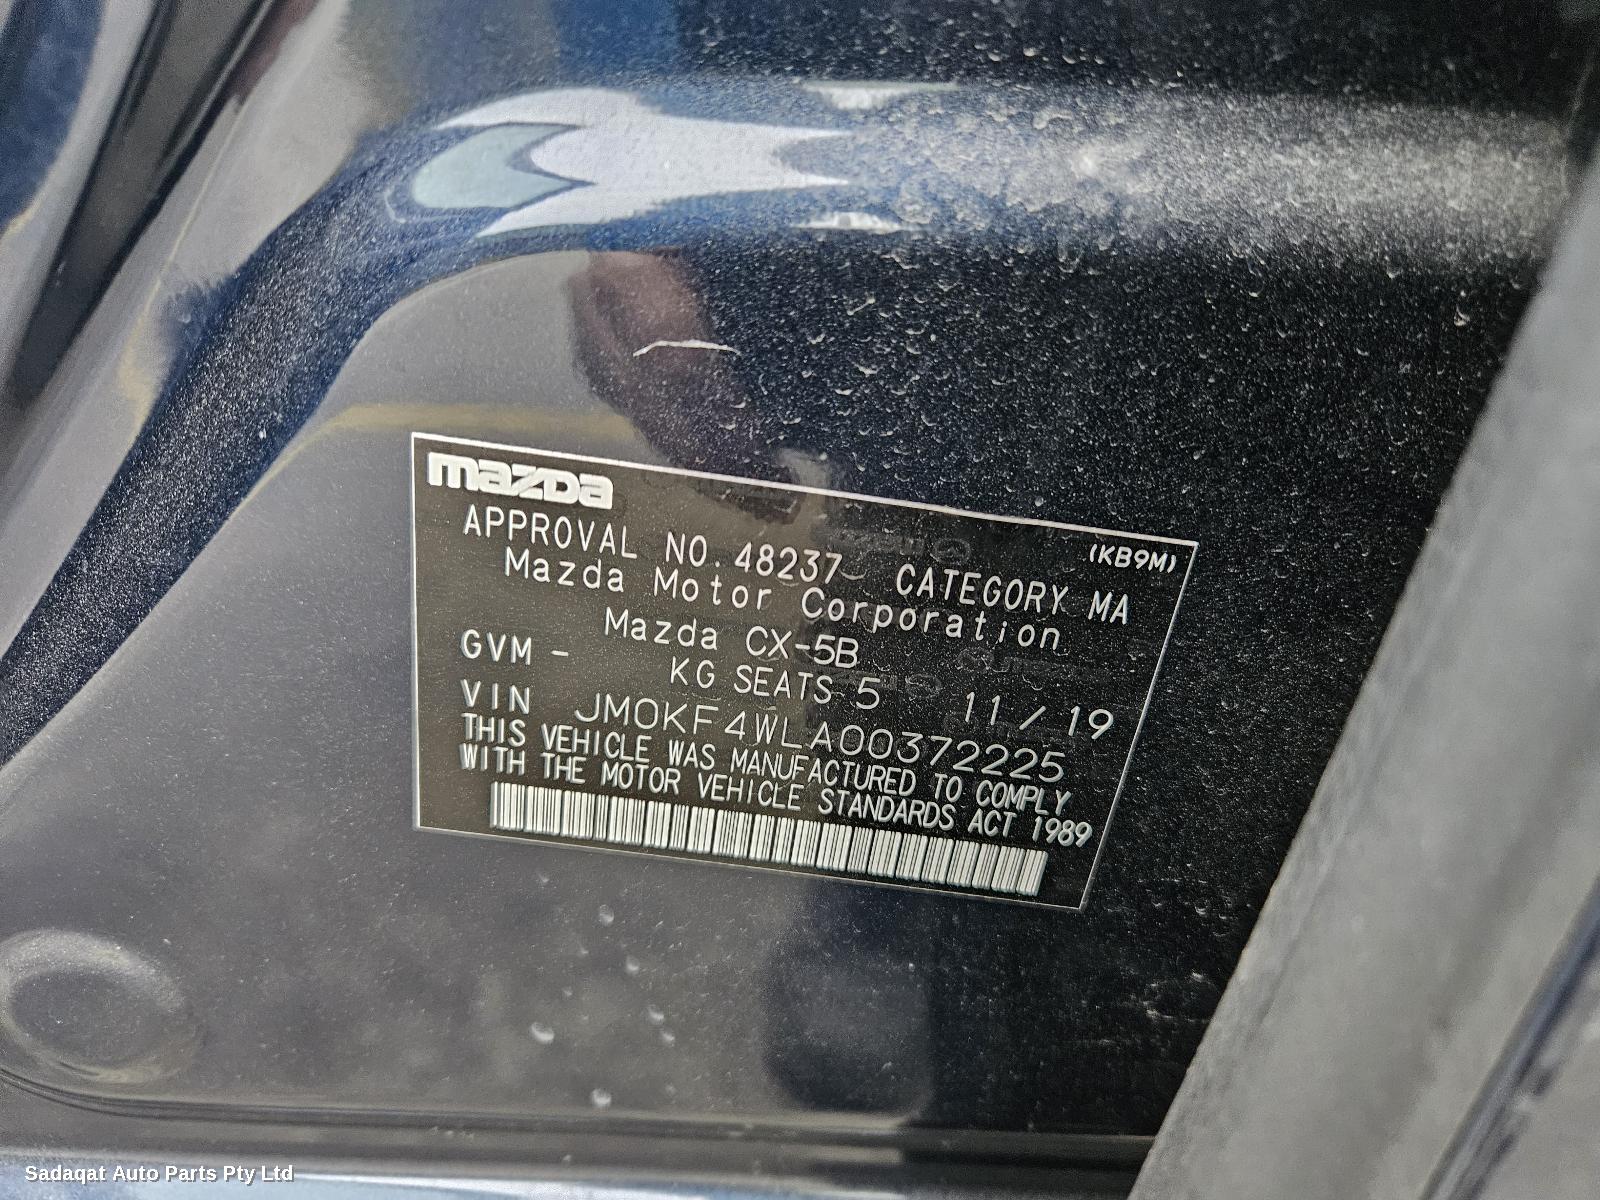 mazda
(KB9M)
APPROVAL NO. 48237 CATEGORY MA
Mazda Motor Corporation
Mazda CX-5B
GVM - KG SEATS 5 11/19
VIN JM0KF4WLA00372225
THIS VEHICLE WAS MANUFACTURED TO COMPLY
WITH THE MOTOR VEHICLE STANDARDS ACT 1989
Sadaqat Auto Parts Pty Ltd